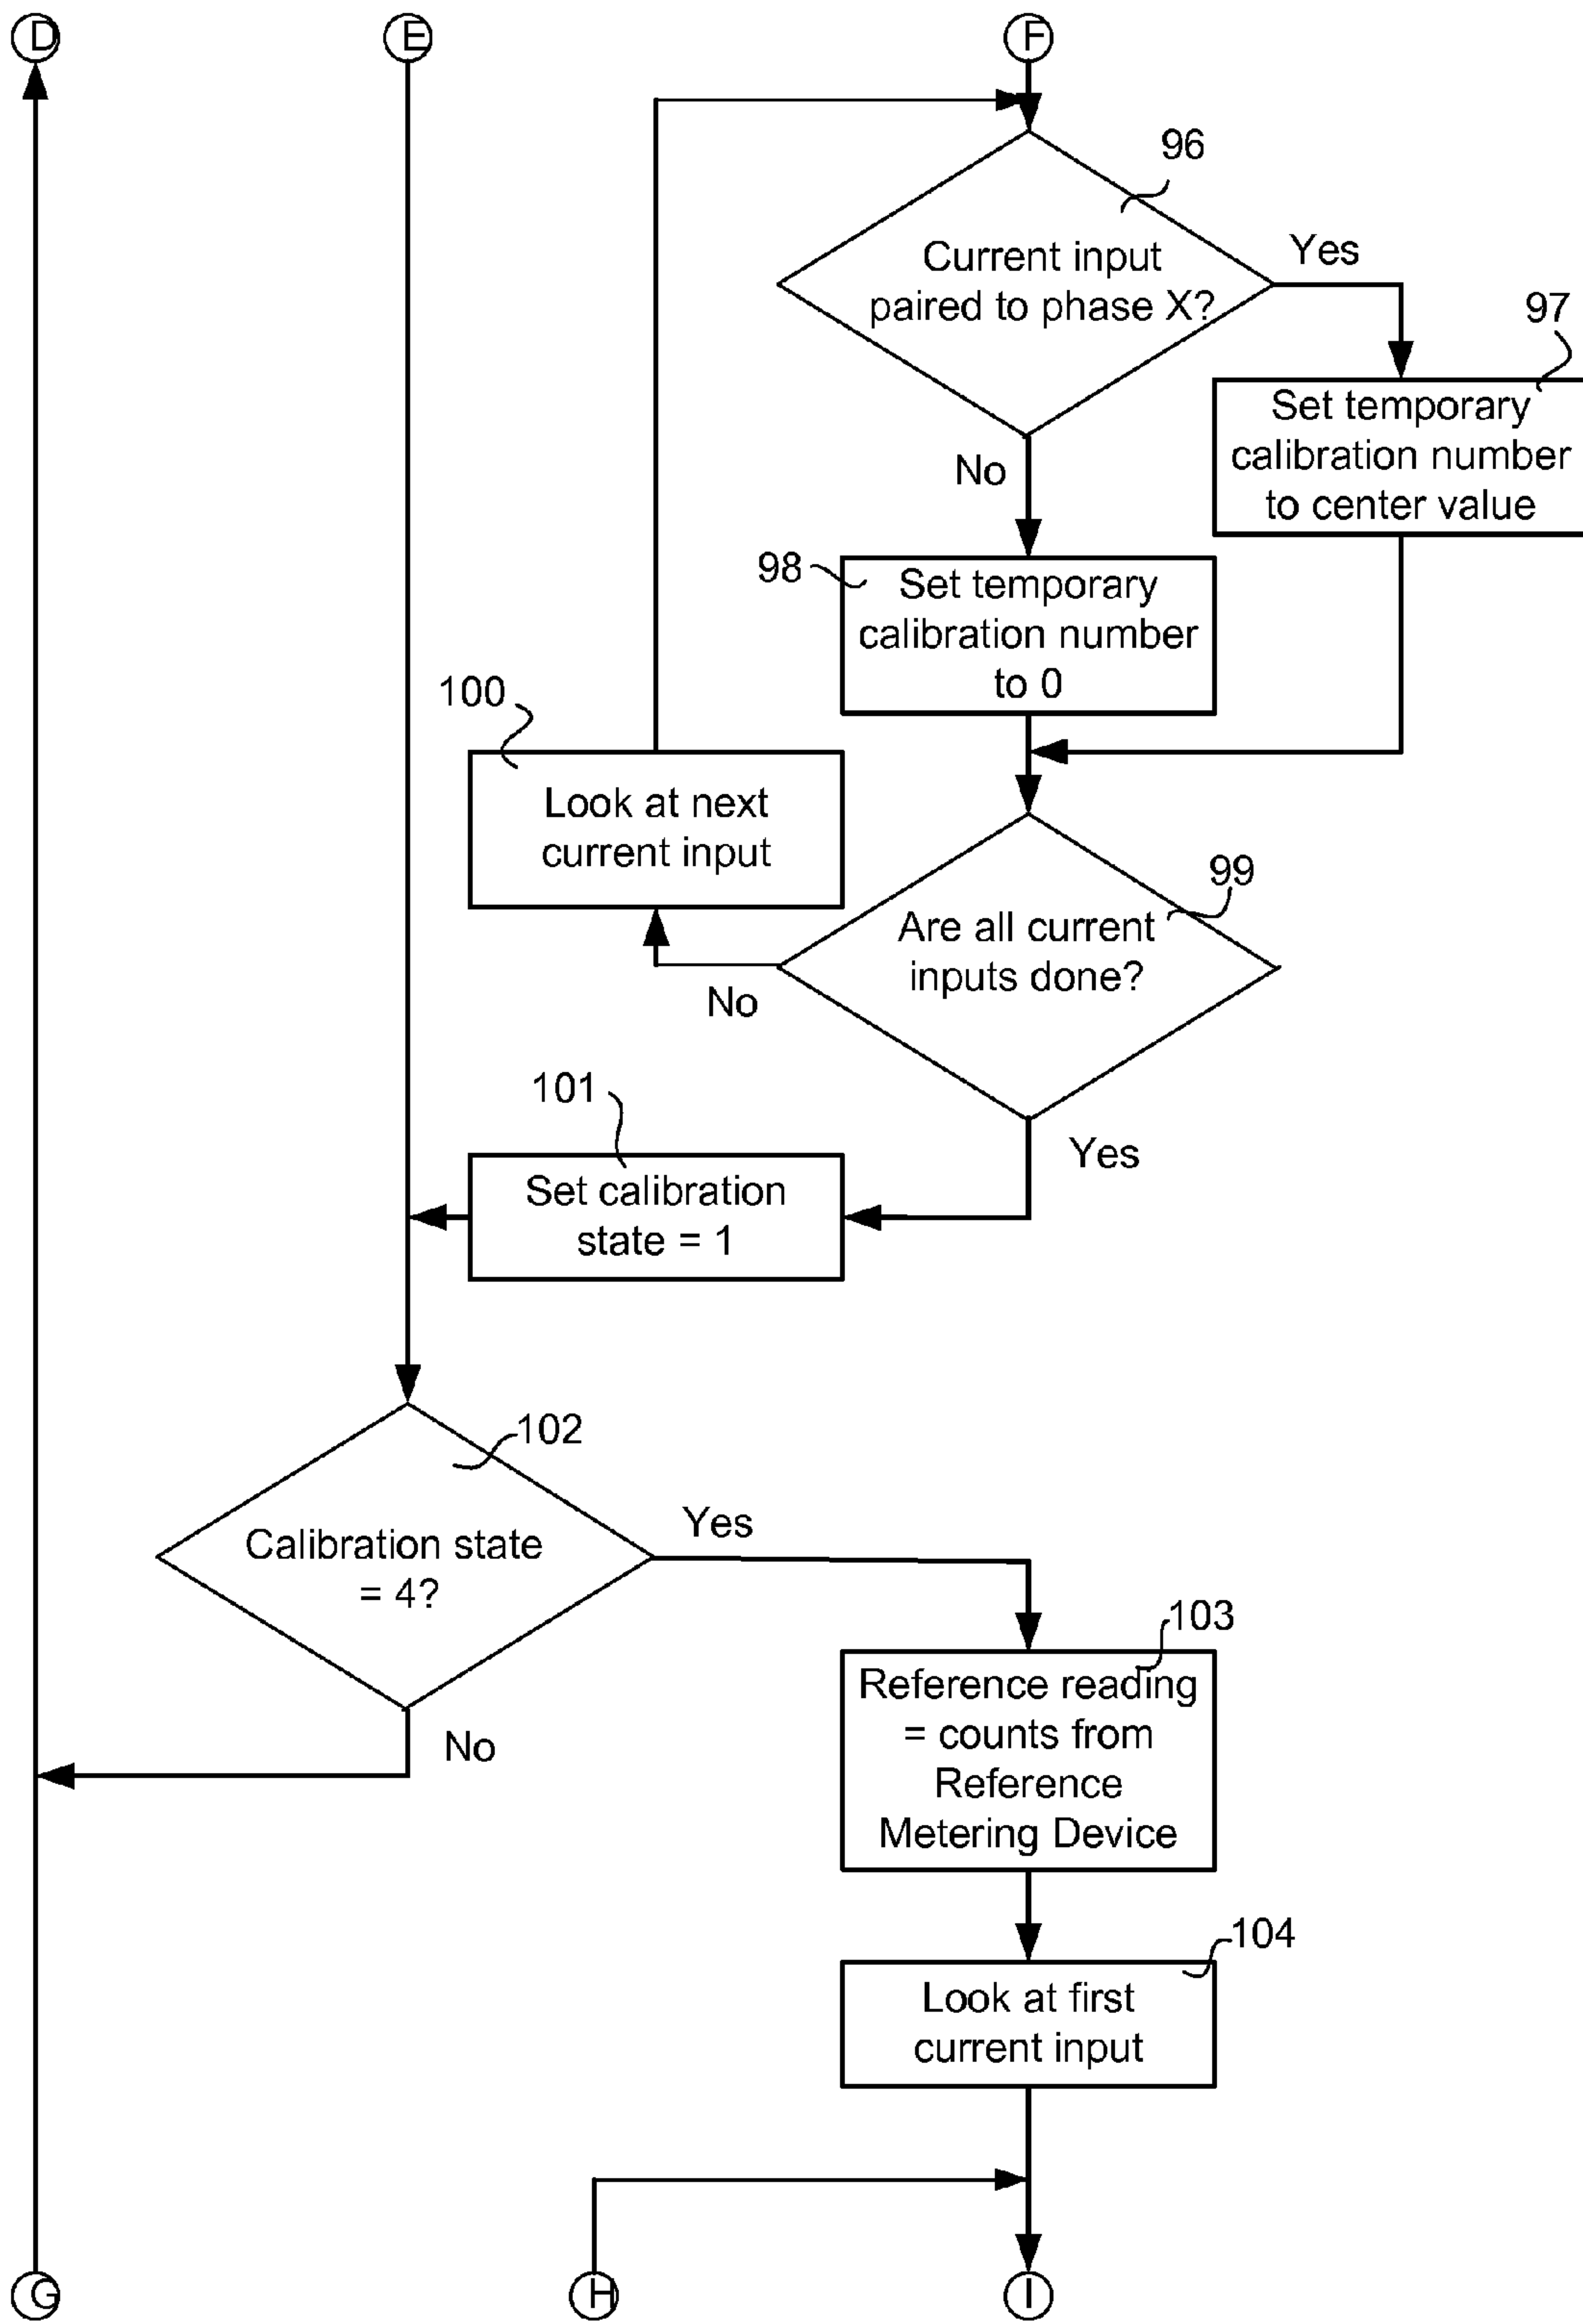 D
E
F
96
Current input
paired to phase X?
Yes
97
Set temporary
calibration number
to center value
No
98
Set temporary
calibration number
to 0
100
Look at next
current input
99
Are all current
inputs done?
No
Yes
101
Set calibration
state = 1
102
Calibration state
= 4?
Yes
No
103
Reference reading
= counts from
Reference
Metering Device
104
Look at first
current input
G
H
I